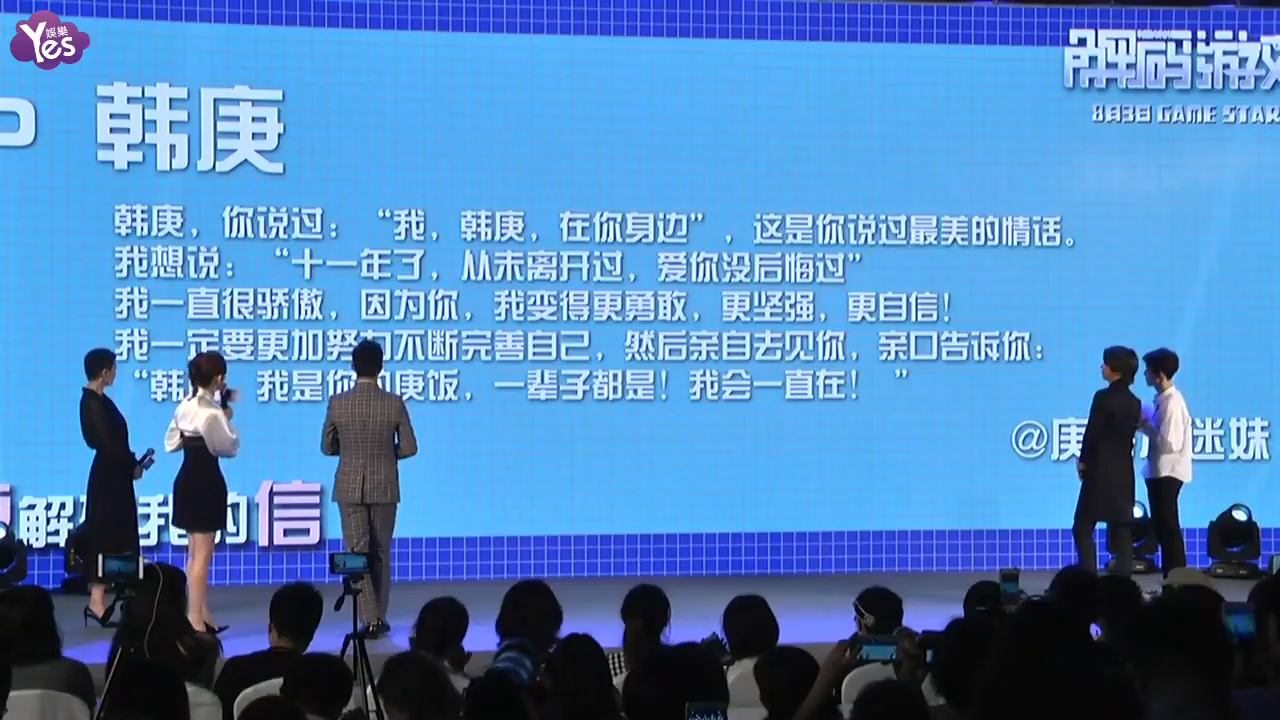 娱樂
Yes
解码游戏
8月3日 GAME STAR
韩庚
韩庚，你说过：“我，韩庚，在你身边”，这是你说过最美的情话。
我想说：“十一年了，从未离开过，爱你没后悔过”
我一直很骄傲，因为你，我变得更勇敢，更坚强，更自信！
我一定要更加努力不断完善自己，然后亲自去见你，亲口告诉你：
“韩 我是你的庚饭，一辈子都是！我会一直在！”
@庚 迷妹
解 我的信